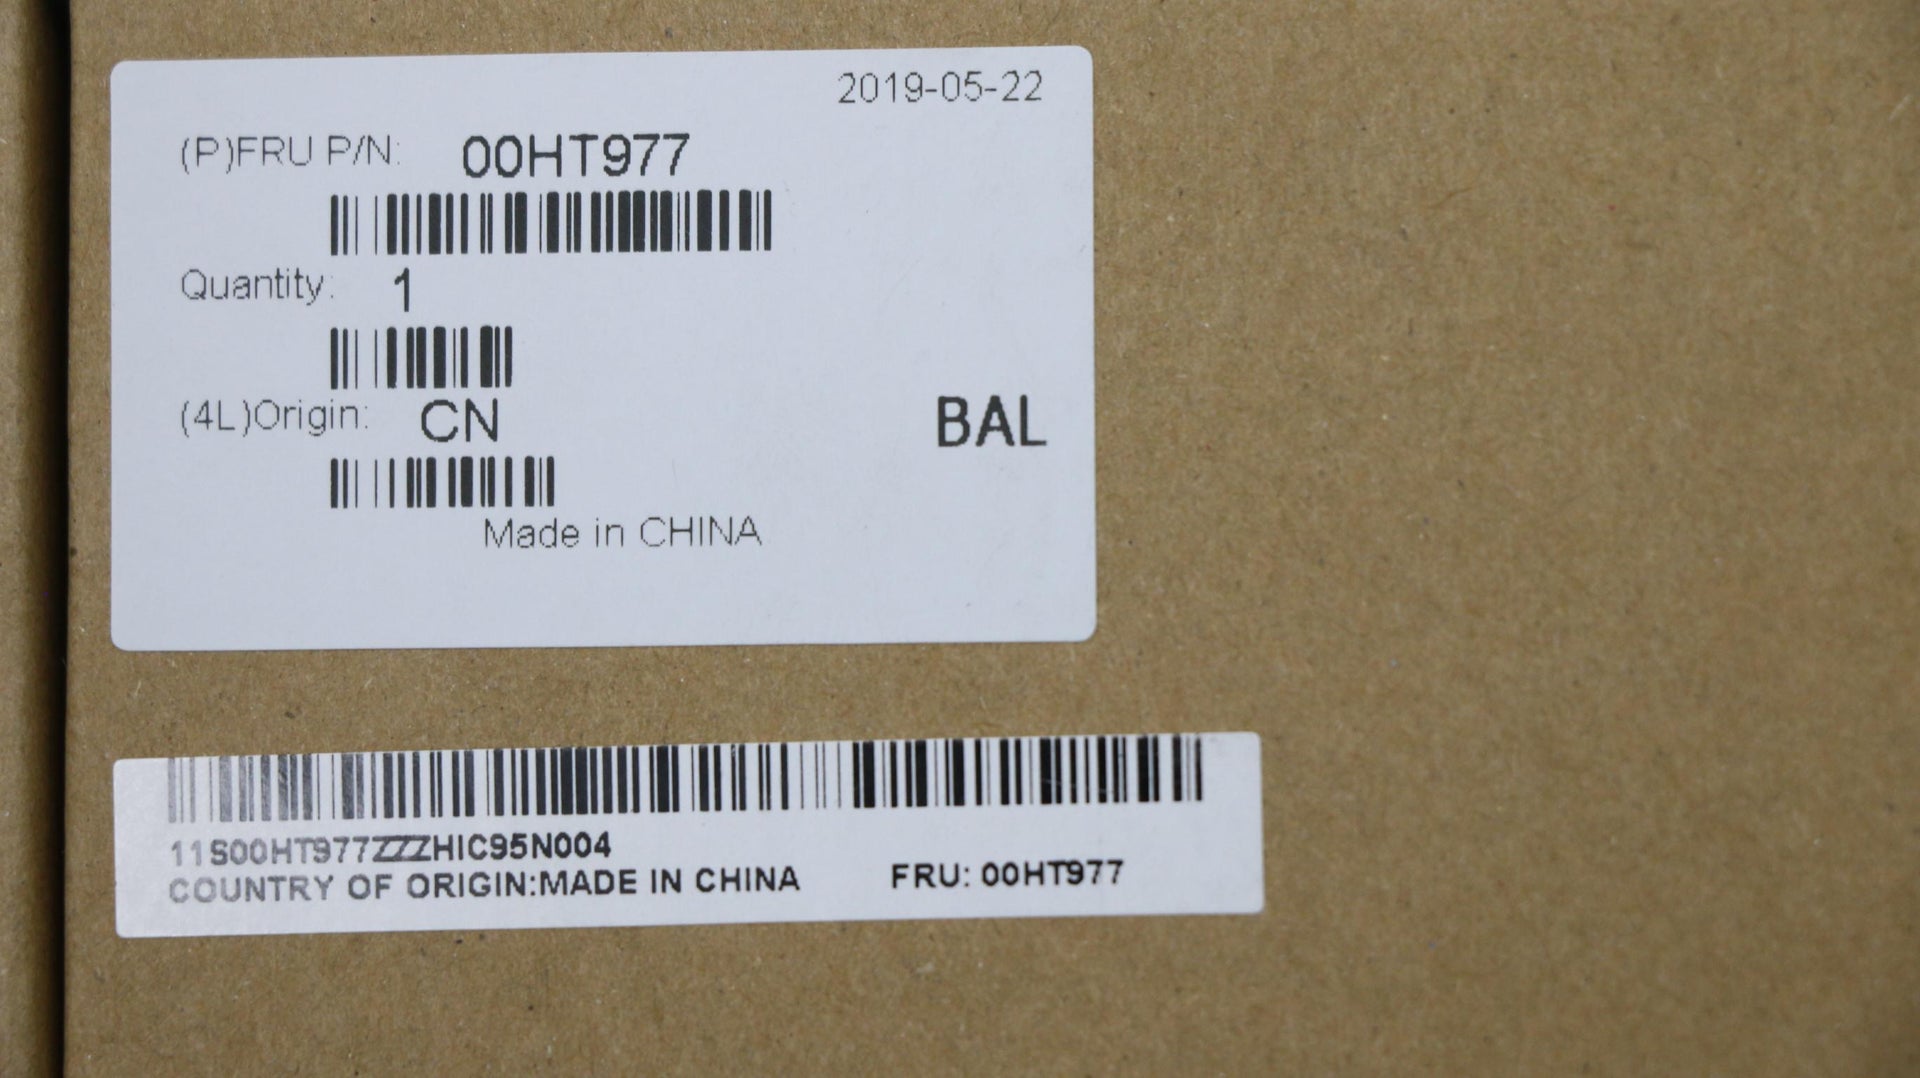 2019-05-22
(P)FRU P/N: 00HT977
Quantity: 1
(4L)Origin: CN
BAL
Made in CHINA
11S00HT977ZZZHIC95N004
COUNTRY OF ORIGIN:MADE IN CHINA FRU: 00HT977